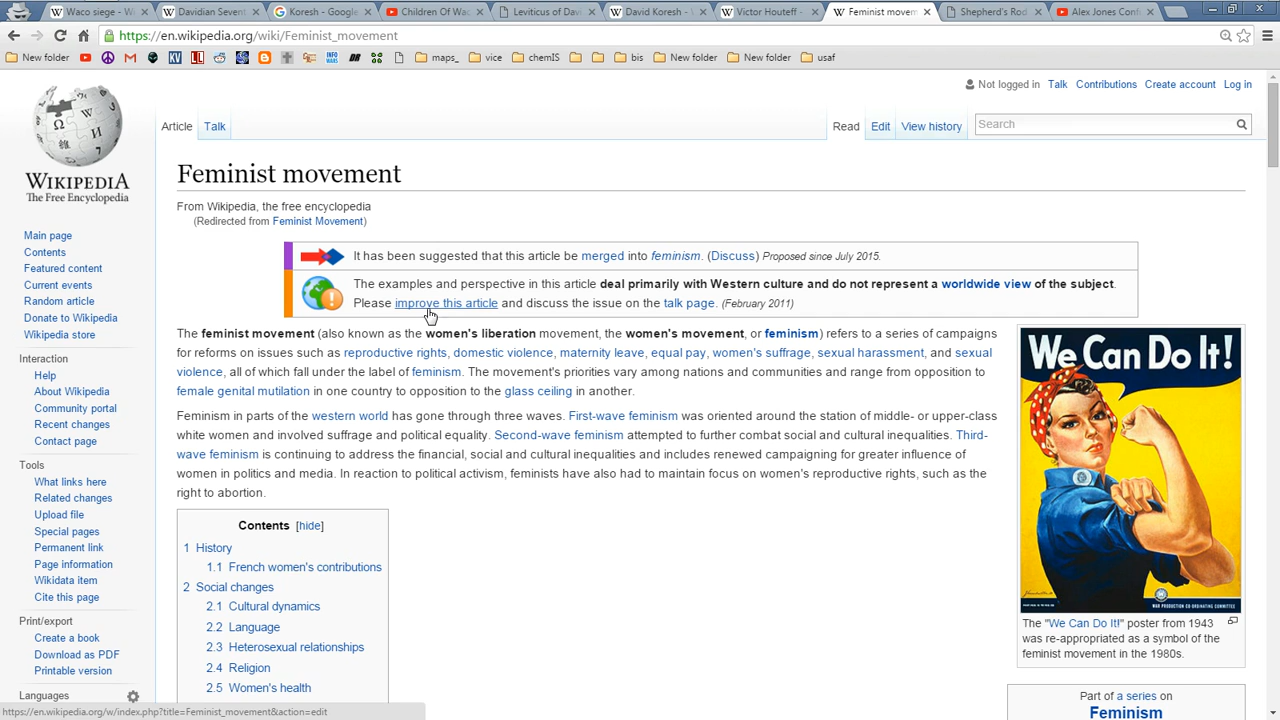 Waco siege - Wi
Davidian Sevent
Koresh - Google
Children Of Wac
Leviticus of Dav
David Koresh - W
Victor Houteff -
Feminist movem
Shepherd's Rod
Alex Jones Conf
https://en.wikipedia.org/wiki/Feminist_movement
New folder
maps_
vice
chemIS
bis
New folder
New folder
usaf
Not logged in Talk Contributions Create account Log in
Article Talk
Read Edit View history
Search
WIKIPEDIA
The Free Encyclopedia
Main page
Contents
Featured content
Current events
Random article
Donate to Wikipedia
Wikipedia store
Interaction
Help
About Wikipedia
Community portal
Recent changes
Contact page
Tools
What links here
Related changes
Upload file
Special pages
Permanent link
Page information
Wikidata item
Cite this page
Print/export
Create a book
Download as PDF
Printable version
Languages
Feminist movement
From Wikipedia, the free encyclopedia
(Redirected from Feminist Movement)
It has been suggested that this article be merged into feminism. (Discuss) Proposed since July 2015.
The examples and perspective in this article deal primarily with Western culture and do not represent a worldwide view of the subject.
Please improve this article and discuss the issue on the talk page. (February 2011)
The feminist movement (also known as the women's liberation movement, the women's movement, or feminism) refers to a series of campaigns
for reforms on issues such as reproductive rights, domestic violence, maternity leave, equal pay, women's suffrage, sexual harassment, and sexual
violence, all of which fall under the label of feminism. The movement's priorities vary among nations and communities and range from opposition to
female genital mutilation in one country to opposition to the glass ceiling in another.
Feminism in parts of the western world has gone through three waves. First-wave feminism was oriented around the station of middle- or upper-class
white women and involved suffrage and political equality. Second-wave feminism attempted to further combat social and cultural inequalities. Third-
wave feminism is continuing to address the financial, social and cultural inequalities and includes renewed campaigning for greater influence of
women in politics and media. In reaction to political activism, feminists have also had to maintain focus on women's reproductive rights, such as the
right to abortion.
Contents [hide]
1 History
1.1 French women's contributions
2 Social changes
2.1 Cultural dynamics
2.2 Language
2.3 Heterosexual relationships
2.4 Religion
2.5 Women's health
We Can Do It!
WAR PRODUCTION CO-ORDINATING COMMITTEE
The "We Can Do It!" poster from 1943
was re-appropriated as a symbol of the
feminist movement in the 1980s.
Part of a series on
Feminism
https://en.wikipedia.org/w/index.php?title=Feminist_movement&action=edit